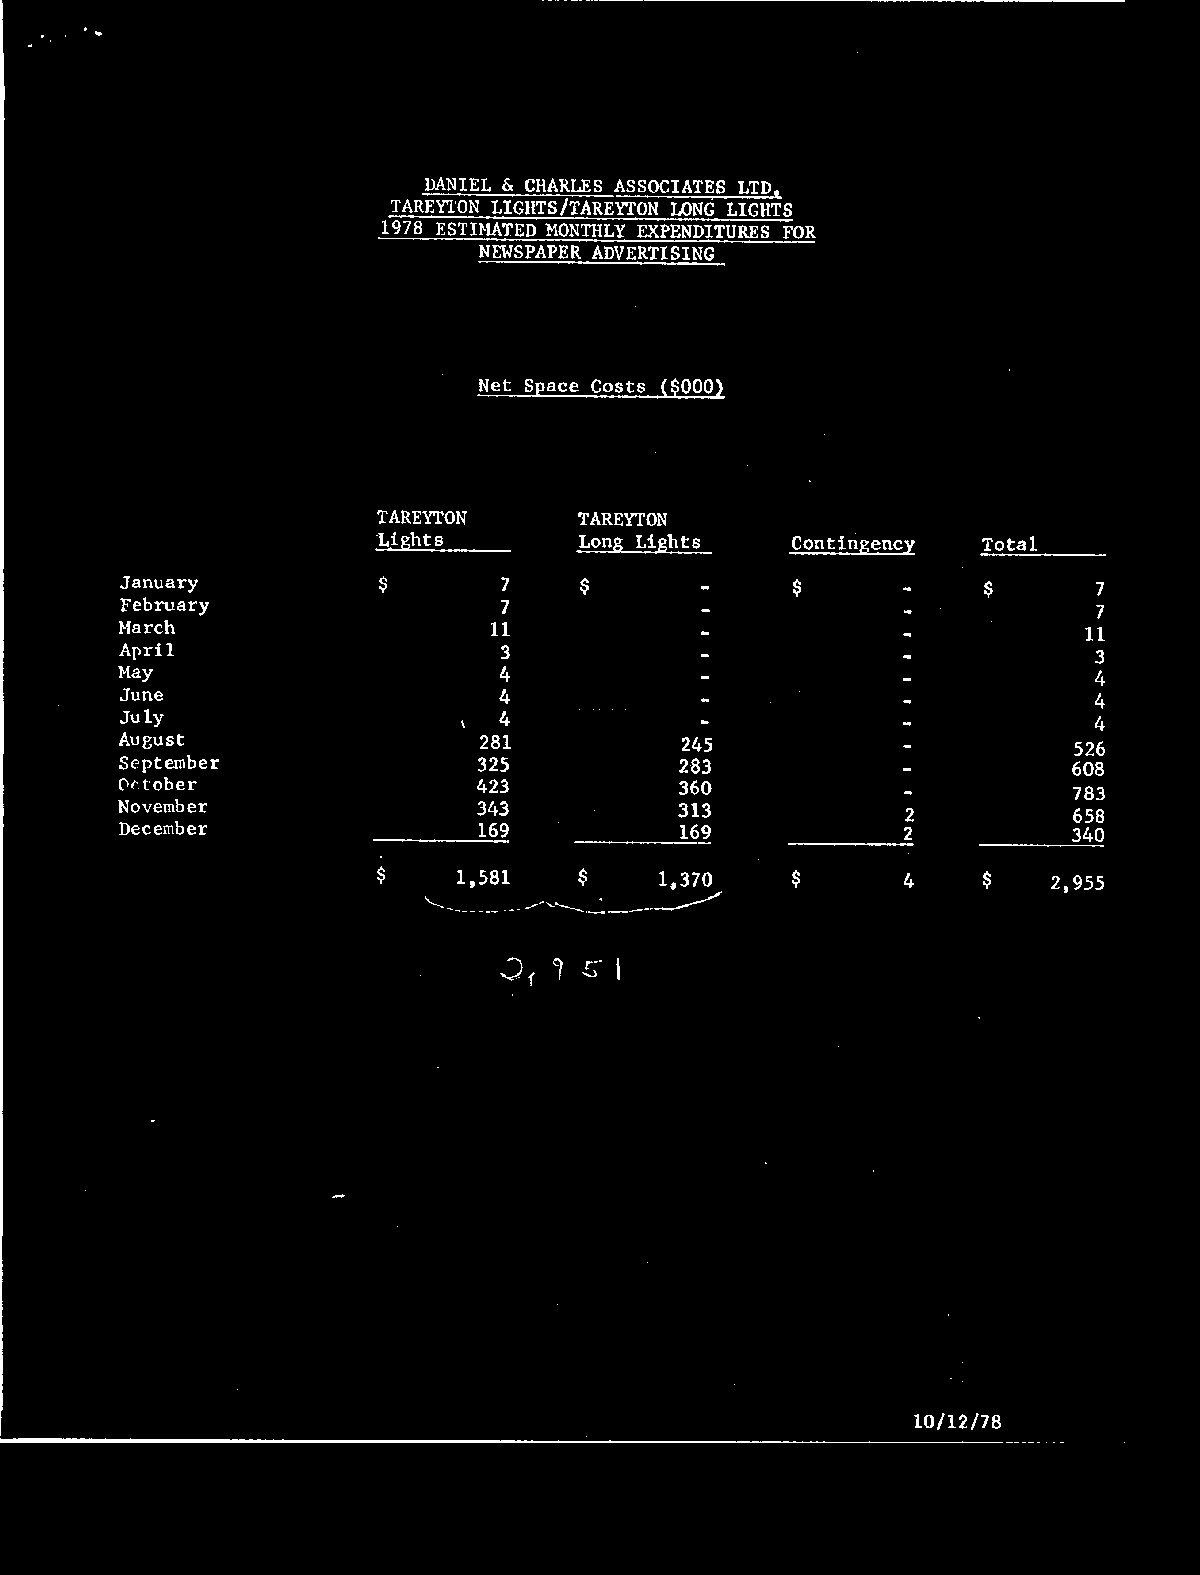 DANIEL & CHARLES ASSOCIATES LTD.
TAREYTON LIGHTS/TAREYTON LONG LIGHTS
1978 ESTIMATED MONTHLY EXPENDITURES FOR
NEWSPAPER ADVERTISING
Net Space Costs ($000)
TAREYTON TAREYTON
Lights Long Lights Contingency Total
January $ 7 $ - $ - $ 7
February 7 - - 7
March 11 - - 11
April 3 - - 3
May 4 - - 4
June 4 - - 4
July 4 - - 4
August 281 245 - 526
September 325 283 - 608
October 423 360 - 783
November 343 313 2 658
December 169 169 2 340
$ 1,581 $ 1,370 $ 4 $ 2,955
2,951
10/12/78